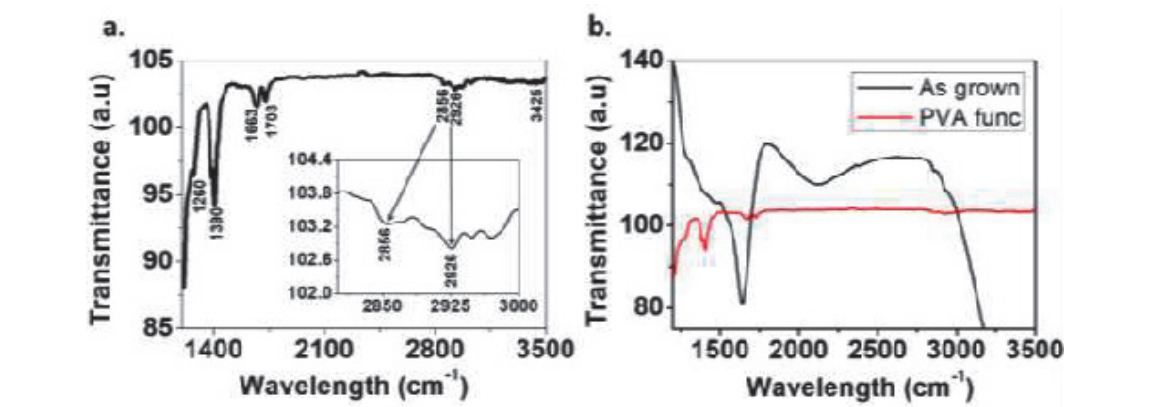 a.
Transmittance (a.u)
105
100
95
90
85
1260
1390
1663
1703
2856
2926
3425
104.4
103.8
103.2
102.6
102.0
2856
2926
2850 2925 3000
1400 2100 2800 3500
Wavelength (cm⁻¹)
b.
Transmittance (a.u)
140
120
100
80
As grown
PVA func
1500 2000 2500 3000 3500
Wavelength (cm⁻¹)